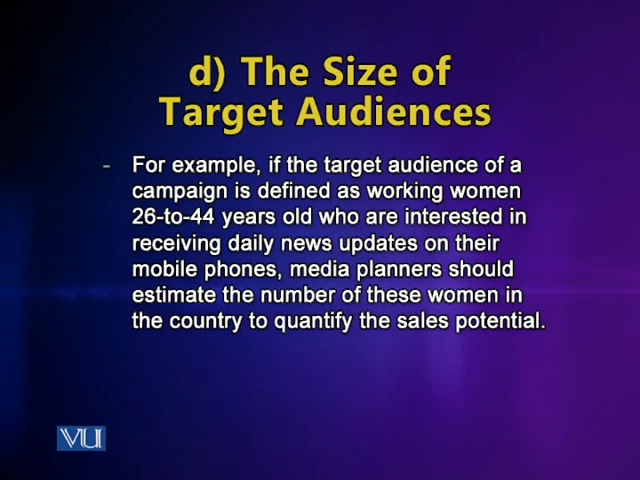 d) The Size of
Target Audiences
- For example, if the target audience of a
campaign is defined as working women
26-to-44 years old who are interested in
receiving daily news updates on their
mobile phones, media planners should
estimate the number of these women in
the country to quantify the sales potential.
VU